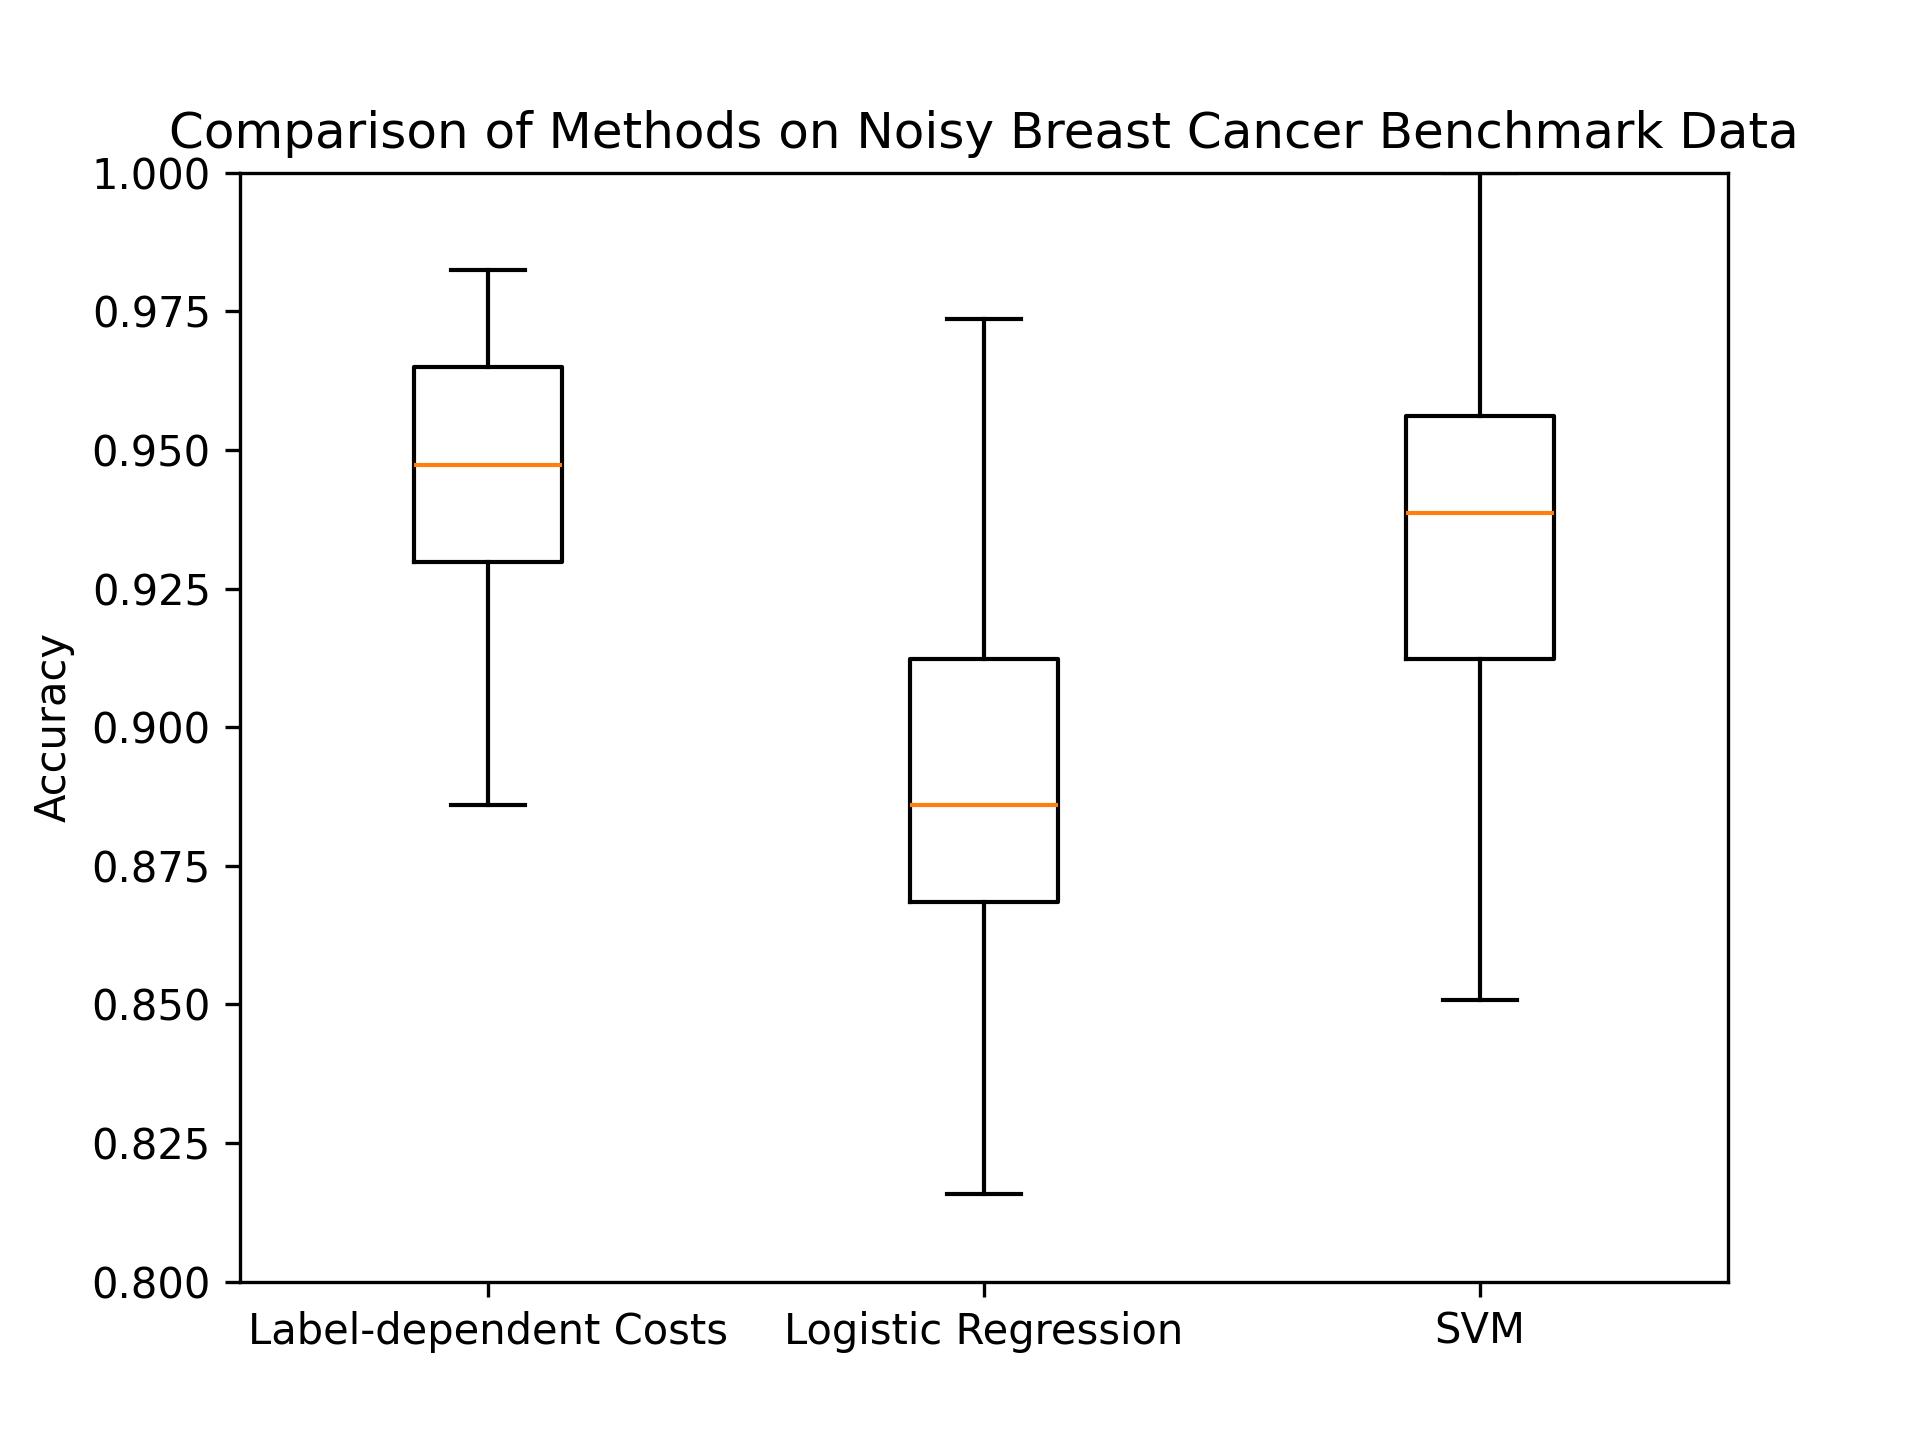 Comparison of Methods on Noisy Breast Cancer Benchmark Data
1.000
0.975
0.950
0.925
0.900
0.875
0.850
0.825
0.800
Accuracy
Label-dependent Costs
Logistic Regression
SVM